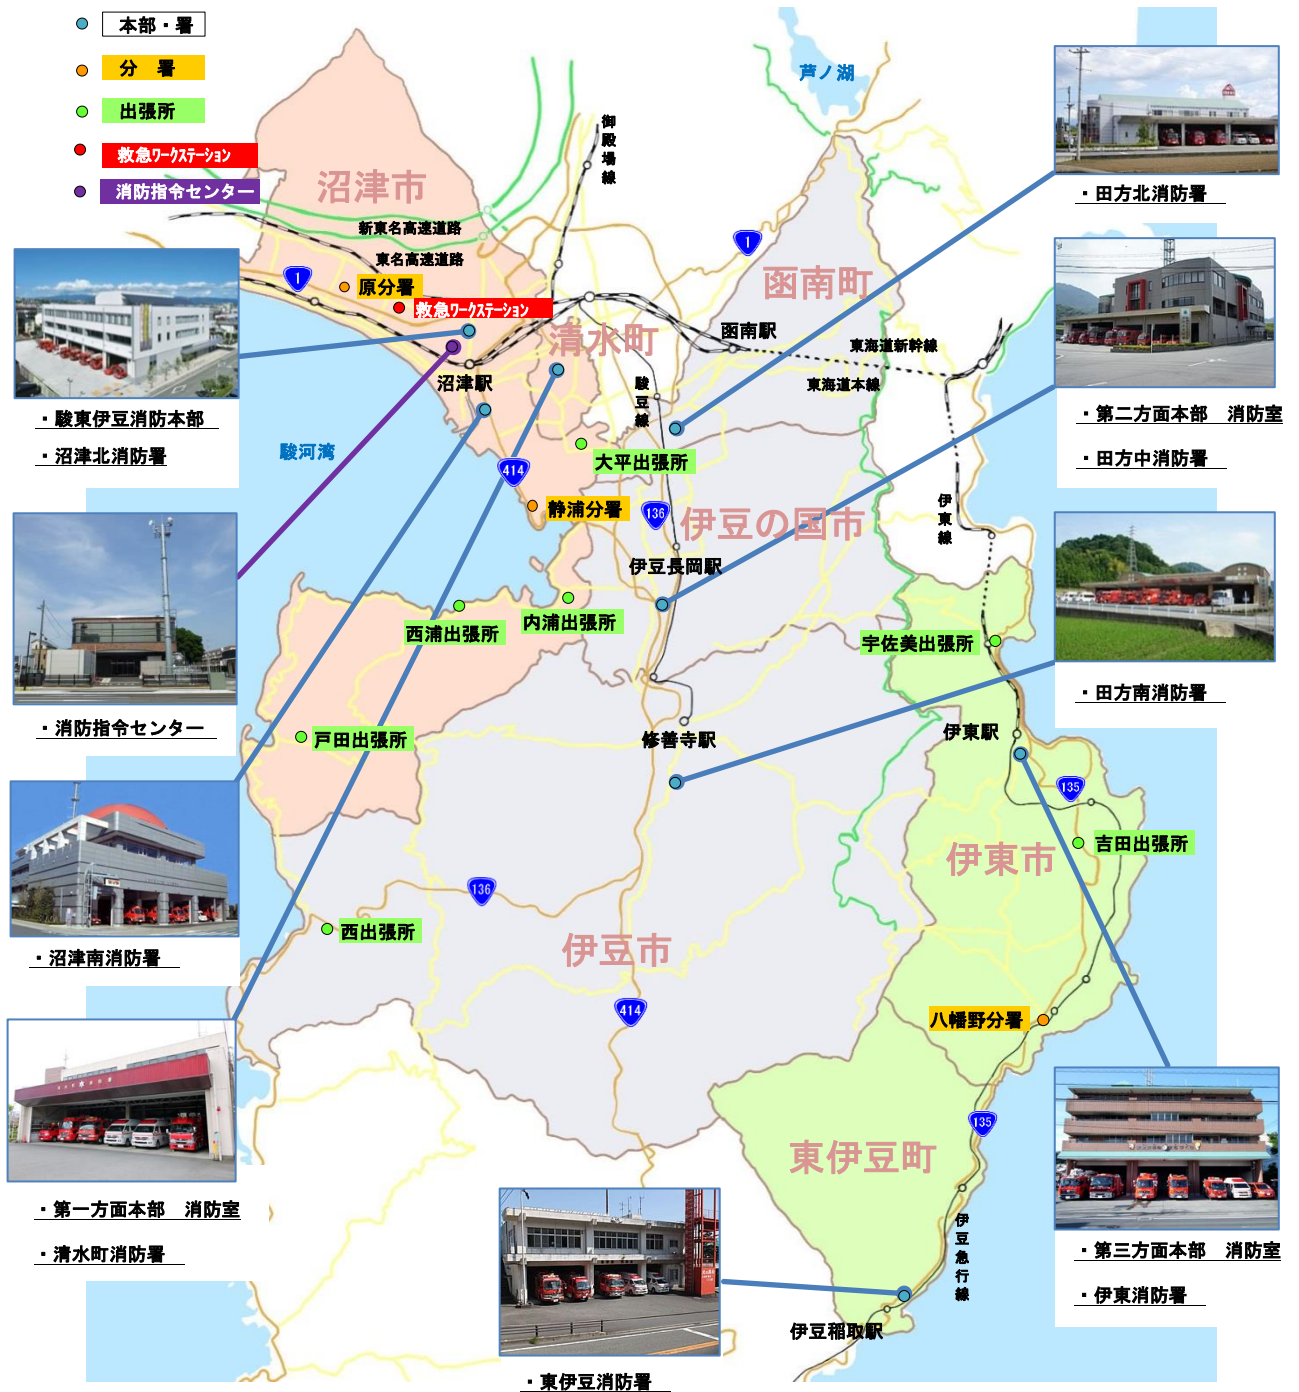 本部・署
分　署
出張所
救急ワークステーション
消防指令センター
芦ノ湖
御殿場線
沼津市
新東名高速道路
東名高速道路
1
1
原分署
救急ワークステーション
函南町
清水町
函南駅
東海道新幹線
東海道本線
沼津駅
駿豆線
駿河湾
414
大平出張所
静浦分署
136
伊豆の国市
伊東線
伊豆長岡駅
西浦出張所
内浦出張所
宇佐美出張所
戸田出張所
修善寺駅
伊東駅
135
吉田出張所
伊東市
136
西出張所
伊豆市
414
八幡野分署
135
東伊豆町
伊豆急行線
伊豆稲取駅
・駿東伊豆消防本部
・沼津北消防署
・消防指令センター
・沼津南消防署
・第一方面本部　消防室
・清水町消防署
・東伊豆消防署
・田方北消防署
・第二方面本部　消防室
・田方中消防署
・田方南消防署
・第三方面本部　消防室
・伊東消防署